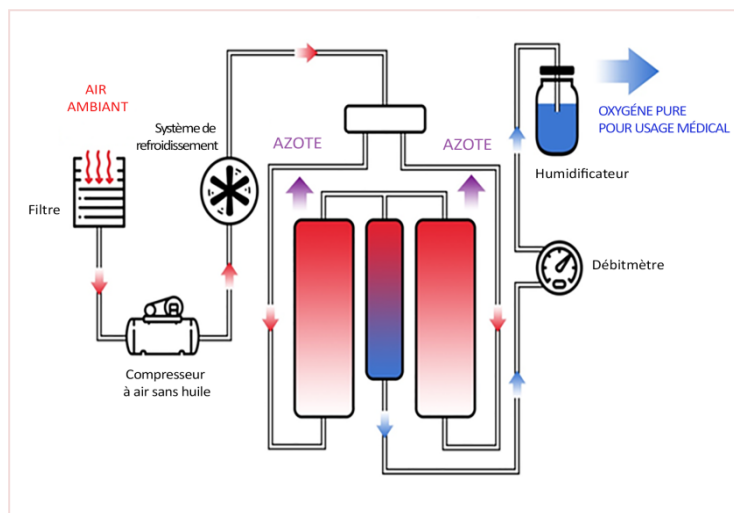 AIR
AMBIANT
Filtre
Compresseur
à air sans huile
Système de
refroidissement
AZOTE
AZOTE
OXYGÉNE PURE
POUR USAGE MÉDICAL
Humidificateur
Débitmètre